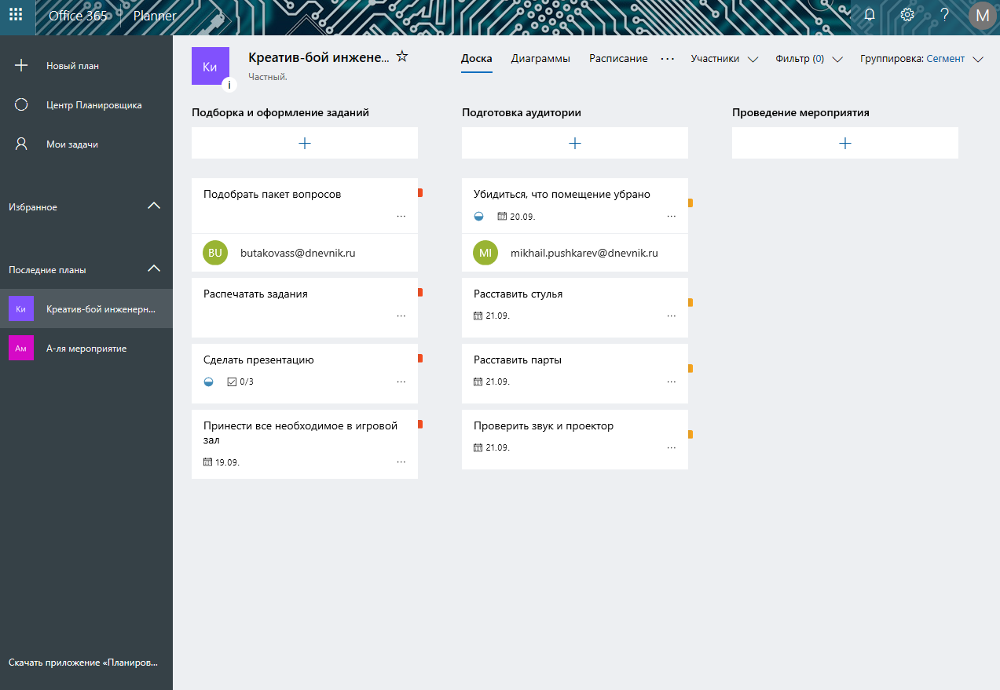 Office 365
Planner
?
M
Новый план
Центр Планировщика
Мои задачи
Избранное
Последние планы
Ки
Креатив-бой инженерн...
Ам
А-ля мероприятие
Скачать приложение «Планиров...
Ки
i
Креатив-бой инжене...
Частный.
Доска
Диаграммы
Расписание
...
Участники
Фильтр (0)
Группировка: Сегмент
Подборка и оформление заданий
Подобрать пакет вопросов
...
BU
butakovass@dnevnik.ru
Распечатать задания
...
Сделать презентацию
0/3
...
Принести все необходимое в игровой
зал
19.09.
...
Подготовка аудитории
Убидиться, что помещение убрано
20.09.
...
MI
mikhail.pushkarev@dnevnik.ru
Расставить стулья
21.09.
...
Расставить парты
21.09.
...
Проверить звук и проектор
21.09.
...
Проведение мероприятия